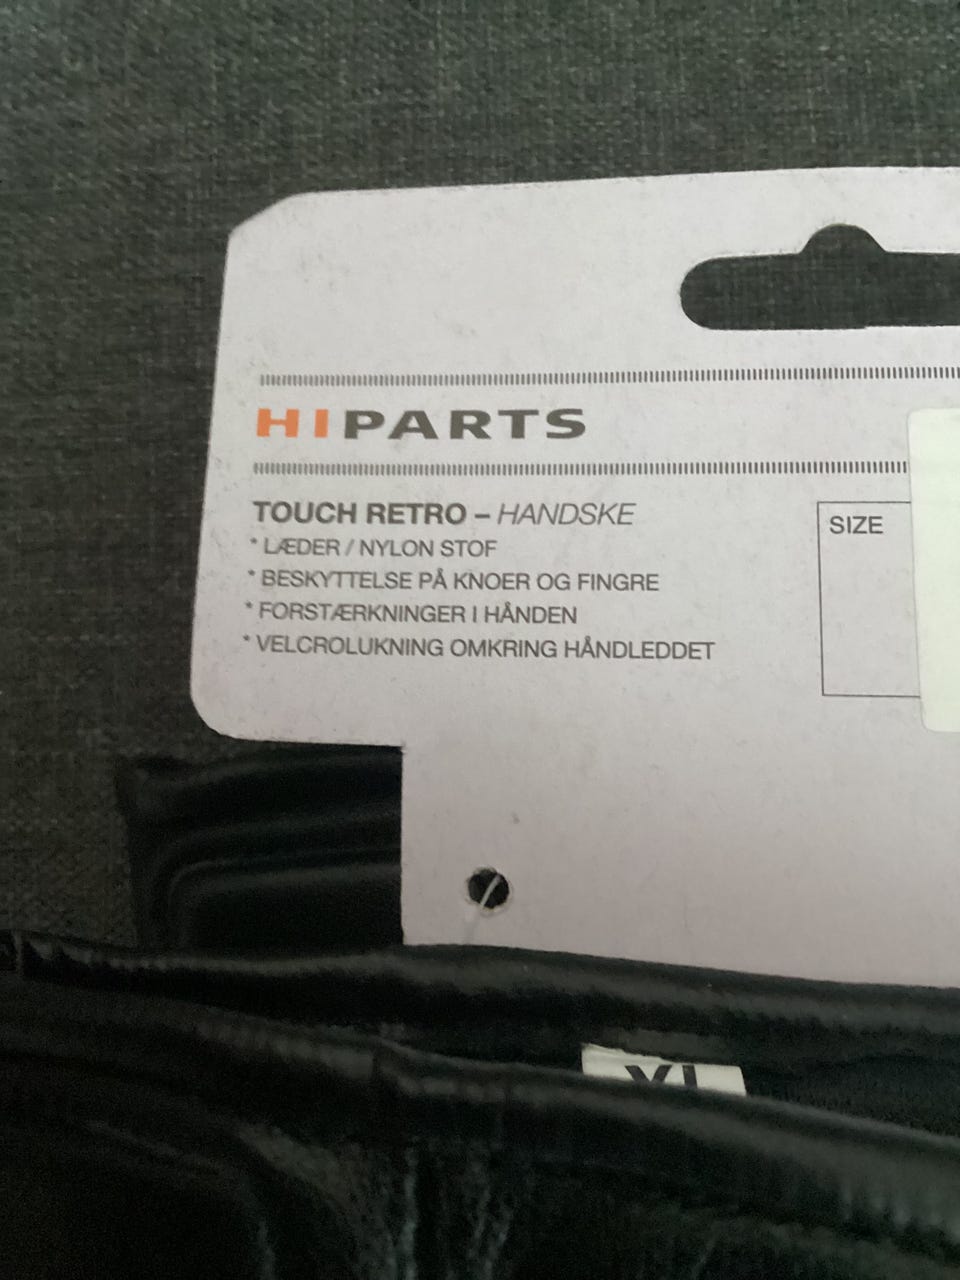 HIPARTS
TOUCH RETRO – HANDSKE
* LÆDER / NYLON STOF
* BESKYTTELSE PÅ KNOER OG FINGRE
* FORSTÆRKNINGER I HÅNDEN
* VELCROLUKNING OMKRING HÅNDLEDDET
SIZE
XL